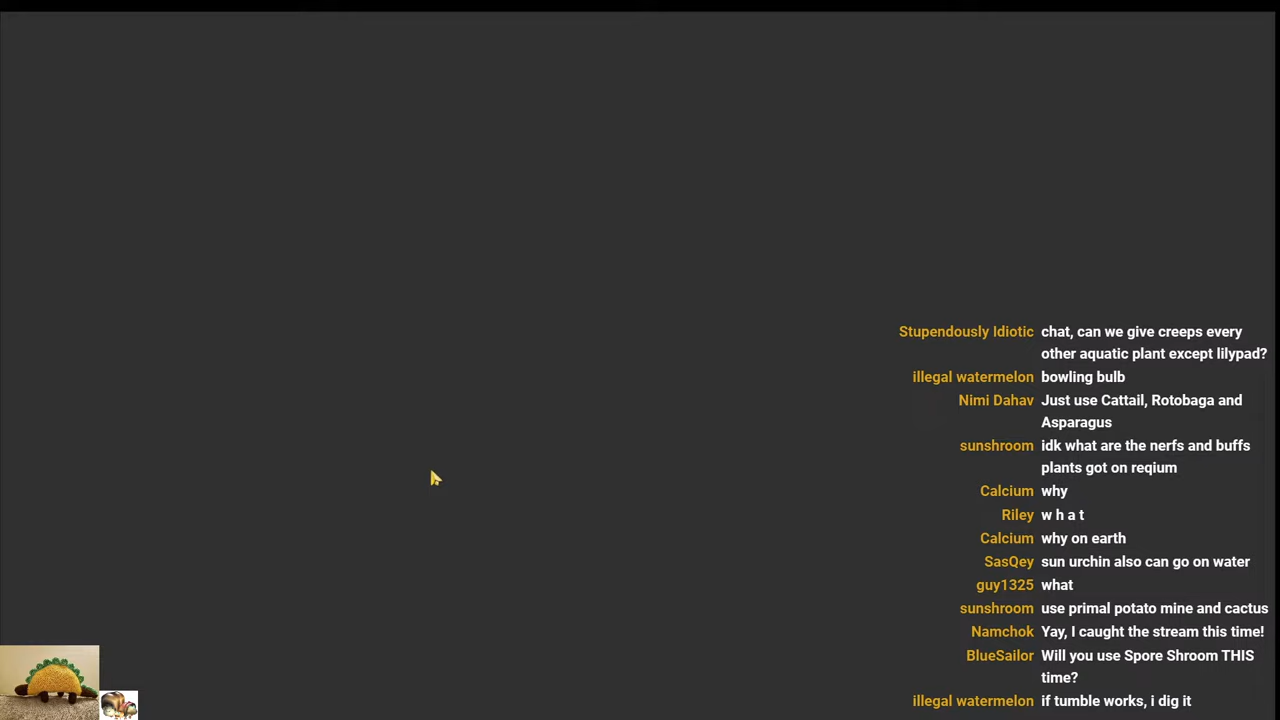 Stupendously Idiotic chat, can we give creeps every
other aquatic plant except lilypad?
illegal watermelon bowling bulb
Nimi Dahav Just use Cattail, Rotobaga and
Asparagus
sunshroom idk what are the nerfs and buffs
plants got on reqium
Calcium why
Riley w h a t
Calcium why on earth
SasQey sun urchin also can go on water
guy1325 what
sunshroom use primal potato mine and cactus
Namchok Yay, I caught the stream this time!
BlueSailor Will you use Spore Shroom THIS
time?
illegal watermelon if tumble works, i dig it